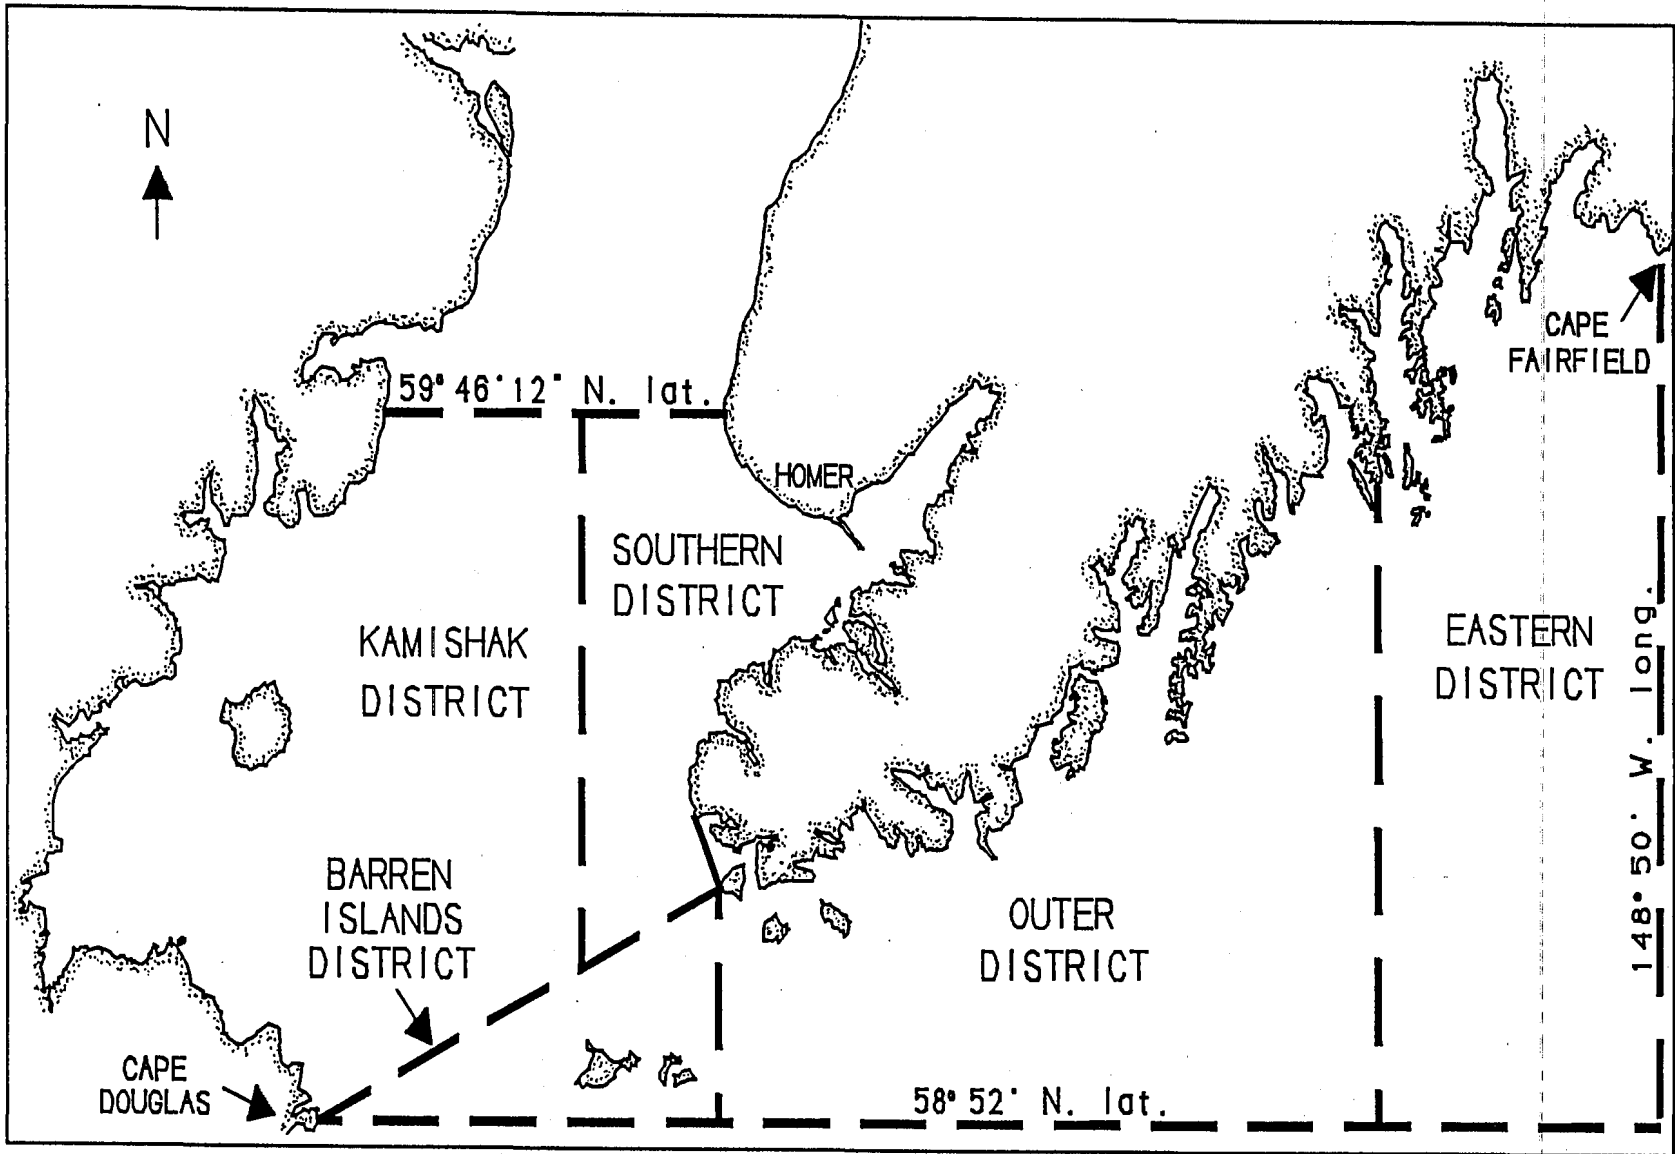 N
59° 46' 12" N. lat.
CAPE
FAIRFIELD
HOMER
SOUTHERN
DISTRICT
KAMISHAK
DISTRICT
EASTERN
DISTRICT
148° 50' W. long.
BARREN
ISLANDS
DISTRICT
OUTER
DISTRICT
CAPE
DOUGLAS
58° 52' N. lat.